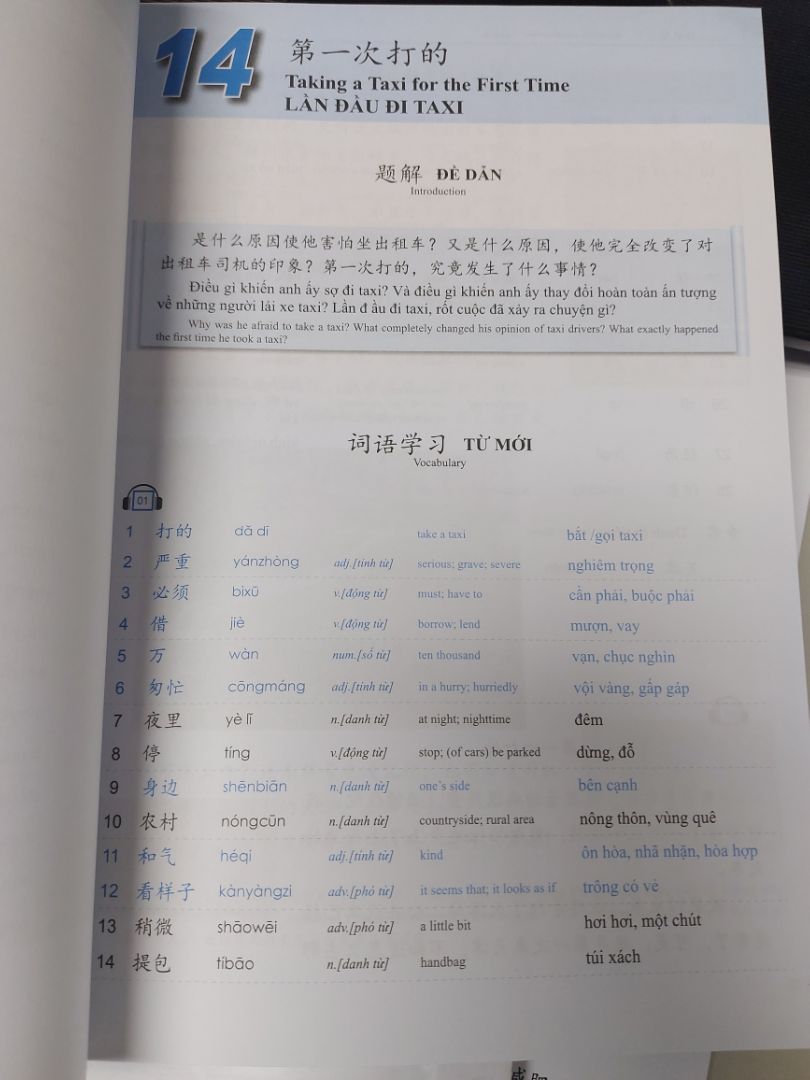 14 第一次打的
Taking a Taxi for the First Time
LẦN ĐẦU ĐI TAXI
题解 ĐỀ DẪN
Introduction
是什么原因使他害怕坐出租车？又是什么原因，使他完全改变了对
出租车司机的印象？第一次打的，究竟发生了什么事情？
Điều gì khiến anh ấy sợ đi taxi? Và điều gì khiến anh ấy thay đổi hoàn toàn ấn tượng
về những người lái xe taxi? Lần đ ầu đi taxi, rốt cuộc đã xảy ra chuyện gì?
Why was he afraid to take a taxi? What completely changed his opinion of taxi drivers? What exactly happened
the first time he took a taxi?
词语学习 TỪ MỚI
Vocabulary
01
1 打的 dǎ dī take a taxi bắt /gọi taxi
2 严重 yánzhòng adj.[tính từ] serious; grave; severe nghiêm trọng
3 必须 bìxū v.[động từ] must; have to cần phải, buộc phải
4 借 jiè v.[động từ] borrow; lend mượn, vay
5 万 wàn num.[số từ] ten thousand vạn, chục nghìn
6 匆忙 cōngmáng adj.[tính từ] in a hurry; hurriedly vội vàng, gấp gáp
7 夜里 yè lǐ n.[danh từ] at night; nighttime đêm
8 停 tíng v.[động từ] stop; (of cars) be parked dừng, đỗ
9 身边 shēnbiān n.[danh từ] one's side bên cạnh
10 农村 nóngcūn n.[danh từ] countryside; rural area nông thôn, vùng quê
11 和气 héqi adj.[tính từ] kind ôn hòa, nhã nhặn, hòa hợp
12 看样子 kànyàngzi adv.[phó từ] it seems that; it looks as if trông có vẻ
13 稍微 shāowēi adv.[phó từ] a little bit hơi hơi, một chút
14 提包 tíbāo n.[danh từ] handbag túi xách